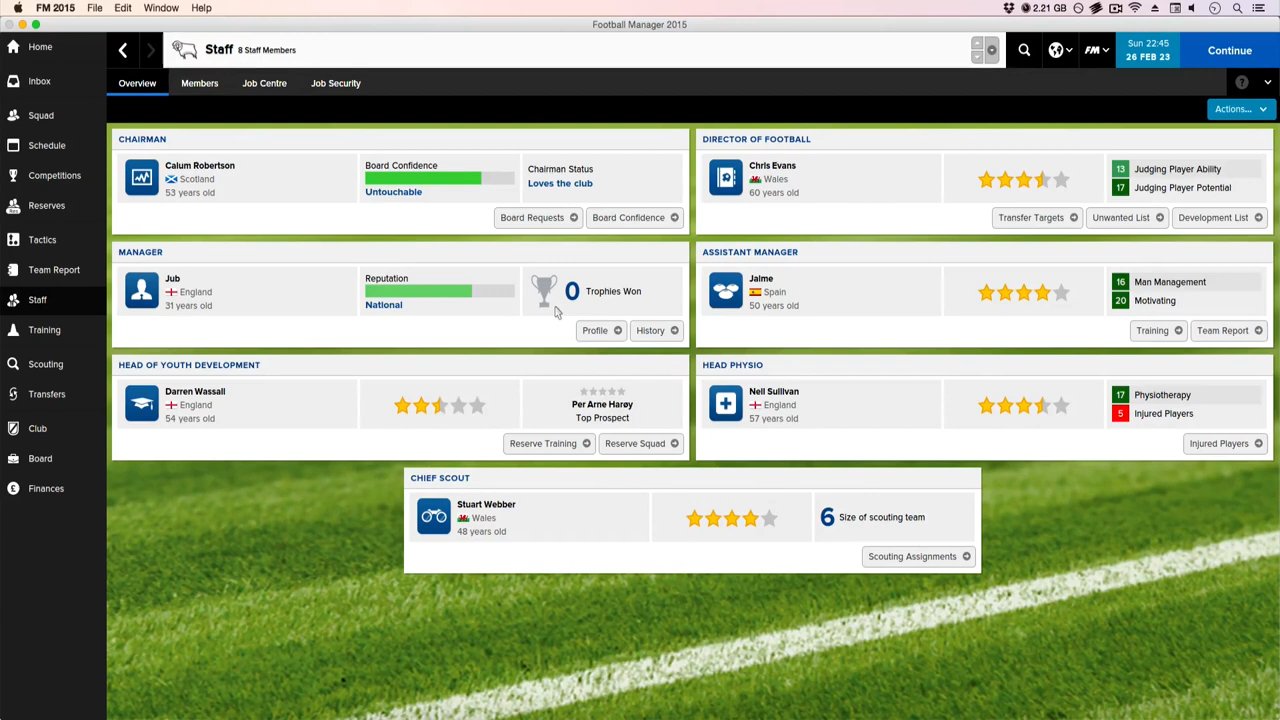 FM 2015 File Edit Window Help 2.21 GB
Football Manager 2015
Home
Inbox
Squad
Schedule
Competitions
Reserves
Tactics
Team Report
Staff
Training
Scouting
Transfers
Club
Board
Finances
Staff 8 Staff Members
FM
Sun 22:45
26 FEB 23
Continue
Overview Members Job Centre Job Security
Actions...
CHAIRMAN
Calum Robertson
Scotland
53 years old
Board Confidence
Untouchable
Chairman Status
Loves the club
Board Requests Board Confidence
DIRECTOR OF FOOTBALL
Chris Evans
Wales
60 years old
13 Judging Player Ability
17 Judging Player Potential
Transfer Targets Unwanted List Development List
MANAGER
Jub
England
31 years old
Reputation
National
0 Trophies Won
Profile History
ASSISTANT MANAGER
Jaime
Spain
50 years old
16 Man Management
20 Motivating
Training Team Report
HEAD OF YOUTH DEVELOPMENT
Darren Wassall
England
54 years old
Per Arne Harøy
Top Prospect
Reserve Training Reserve Squad
HEAD PHYSIO
Neil Sullivan
England
57 years old
17 Physiotherapy
5 Injured Players
Injured Players
CHIEF SCOUT
Stuart Webber
Wales
48 years old
6 Size of scouting team
Scouting Assignments